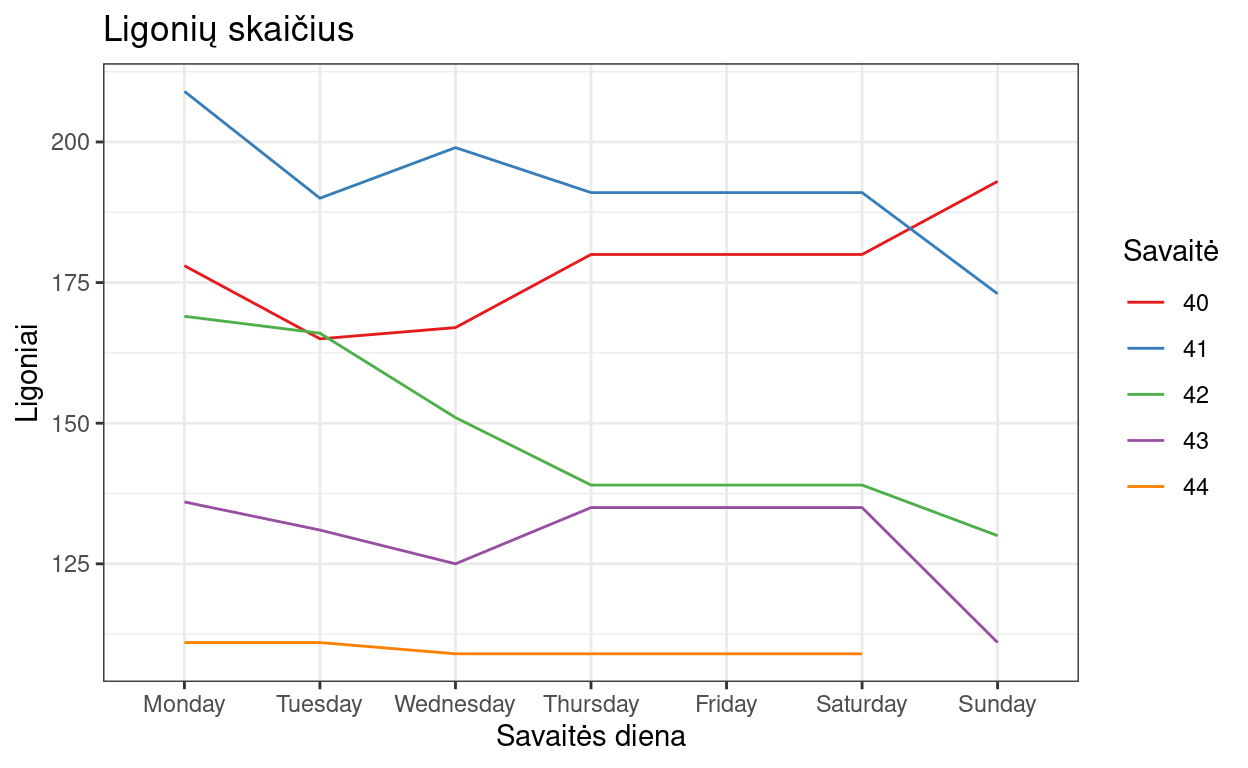 Ligonių skaičius
Ligoniai
200
175
150
125
Monday Tuesday Wednesday Thursday Friday Saturday Sunday
Savaitės diena
Savaitė
40
41
42
43
44